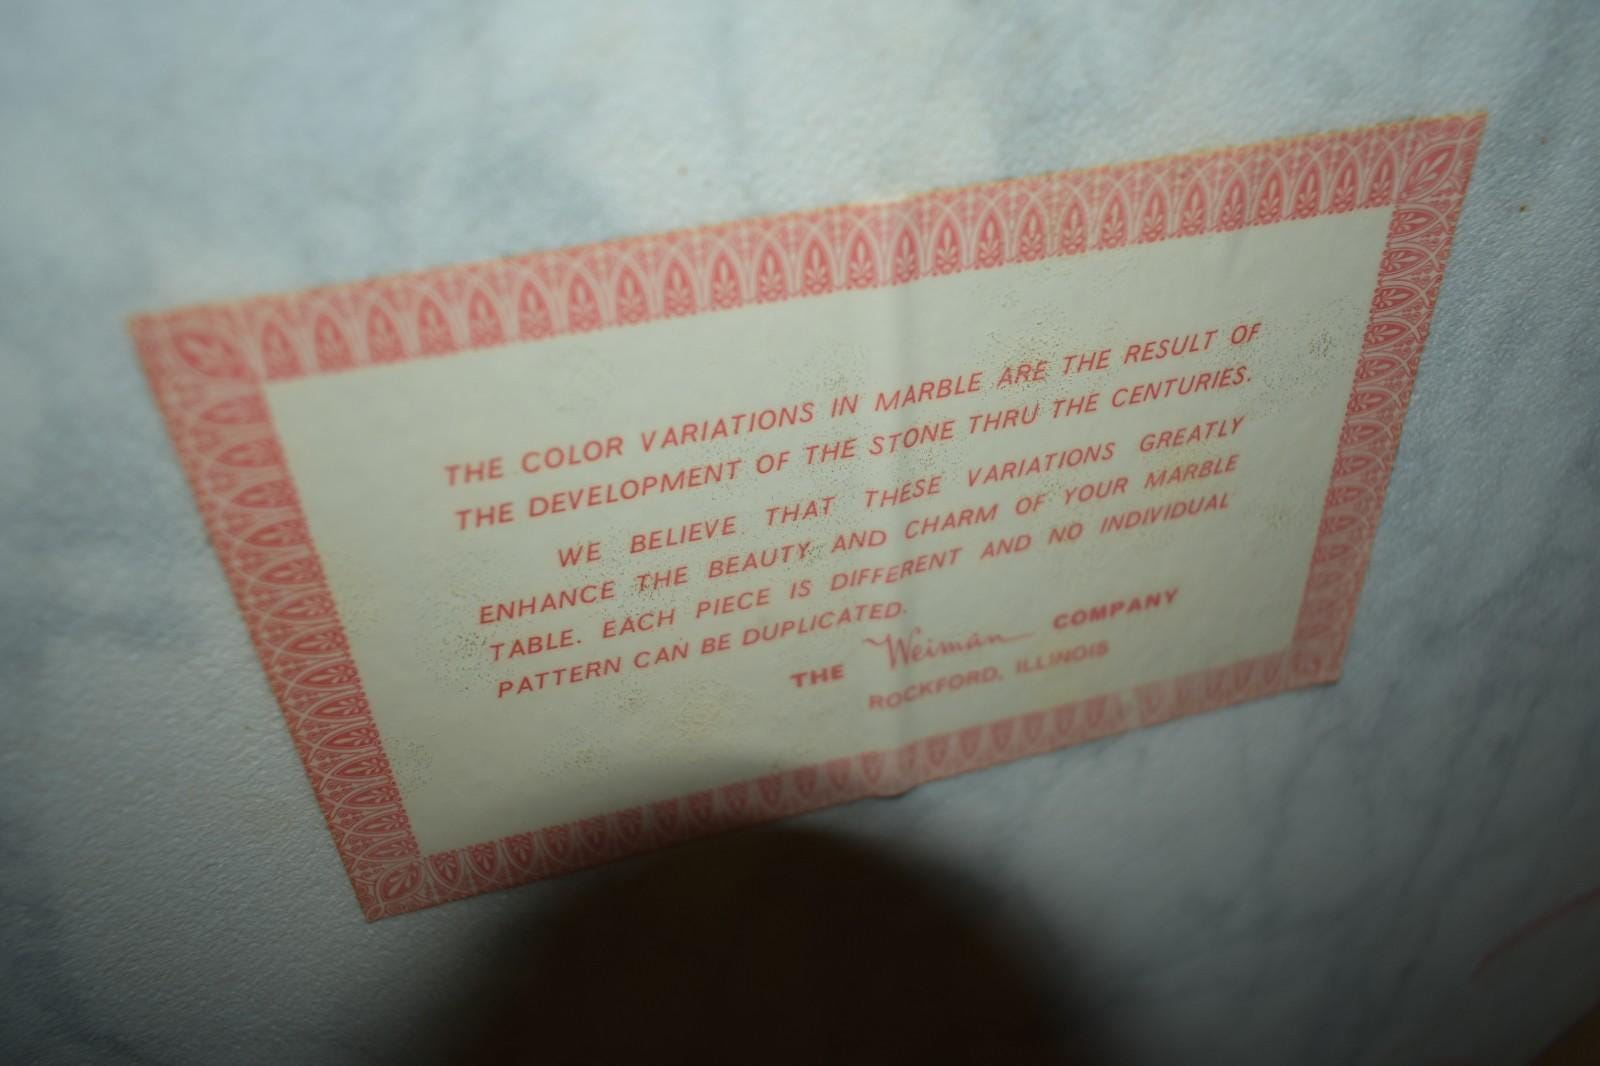 THE COLOR VARIATIONS IN MARBLE ARE THE RESULT OF
THE DEVELOPMENT OF THE STONE THRU THE CENTURIES.
WE BELIEVE THAT THESE VARIATIONS GREATLY
ENHANCE THE BEAUTY AND CHARM OF YOUR MARBLE
TABLE. EACH PIECE IS DIFFERENT AND NO INDIVIDUAL
PATTERN CAN BE DUPLICATED.
THE Weiman COMPANY
ROCKFORD, ILLINOIS